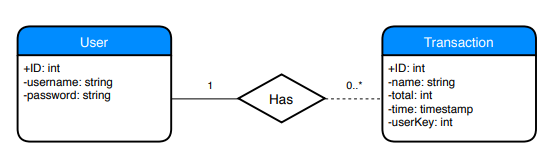 User
+ID: int
-username: string
-password: string
1
Has
0..*
Transaction
+ID: int
-name: string
-total: int
-time: timestamp
-userKey: int